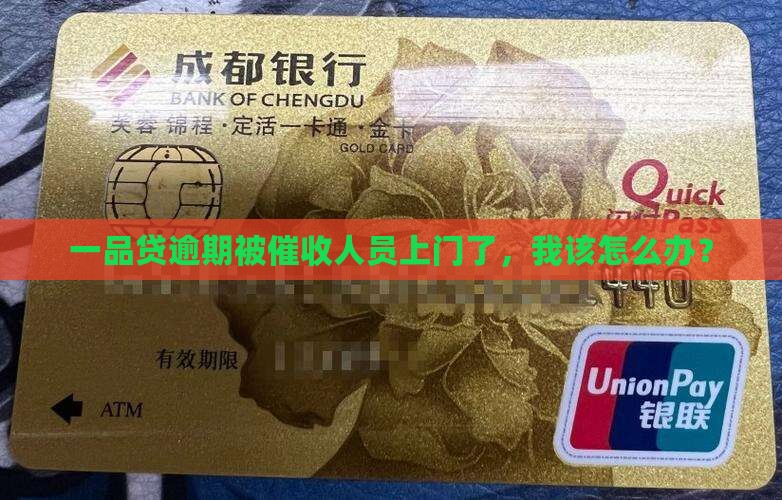 成都银行
BANK OF CHENGDU
芙蓉 锦程·定活一卡通·金卡
GOLD CARD
Quick
闪付Pass
一品贷逾期被催收人员上门了，我该怎么办？
1440
有效期限
ATM
UnionPay
银联